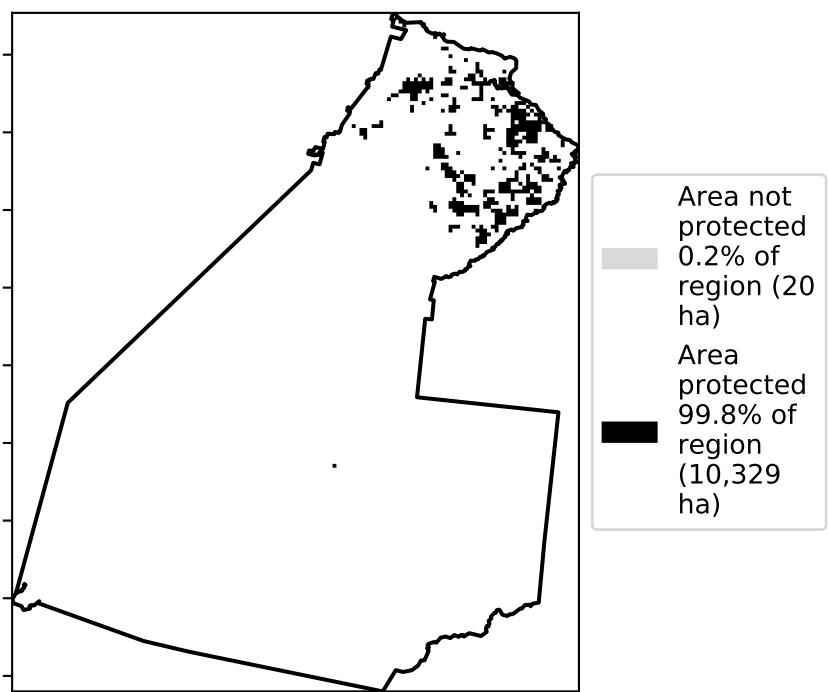 Area not
protected
0.2% of
region (20
ha)
Area
protected
99.8% of
region
(10,329
ha)